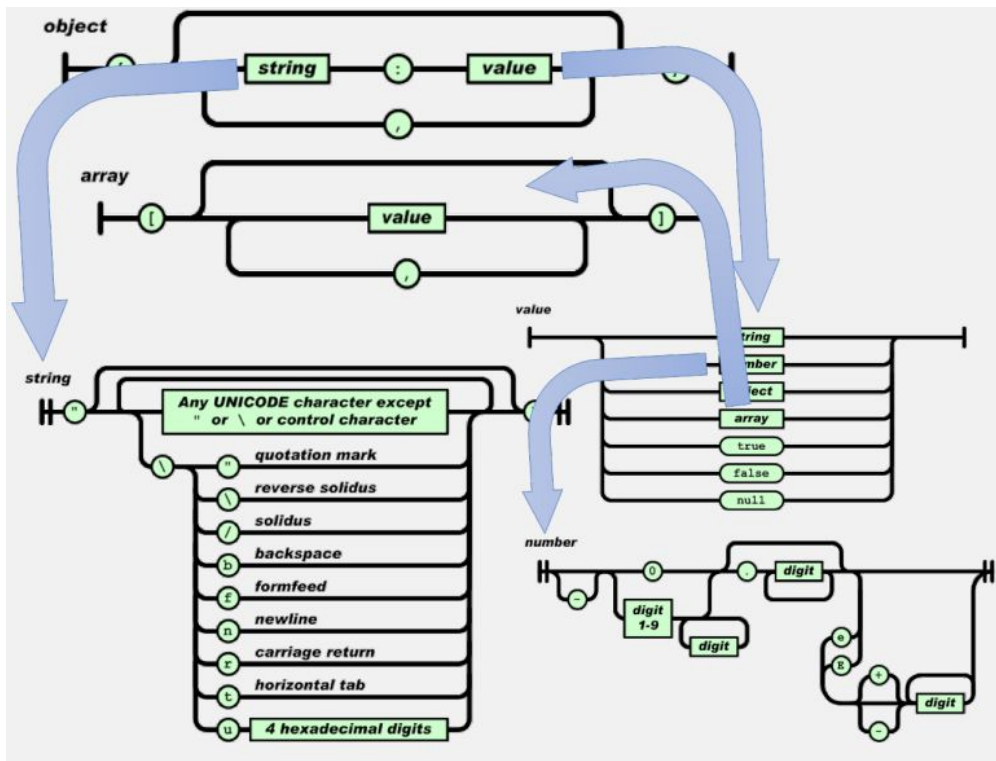 object
string : value
,
array
[ value ]
,
value
string
number
object
array
true
false
null
string
"
Any UNICODE character except
" or \ or control character
\
" quotation mark
\ reverse solidus
/ solidus
b backspace
f formfeed
n newline
r carriage return
t horizontal tab
u 4 hexadecimal digits
number
0 . digit
-
digit
1-9
digit
e
E
+
digit
-